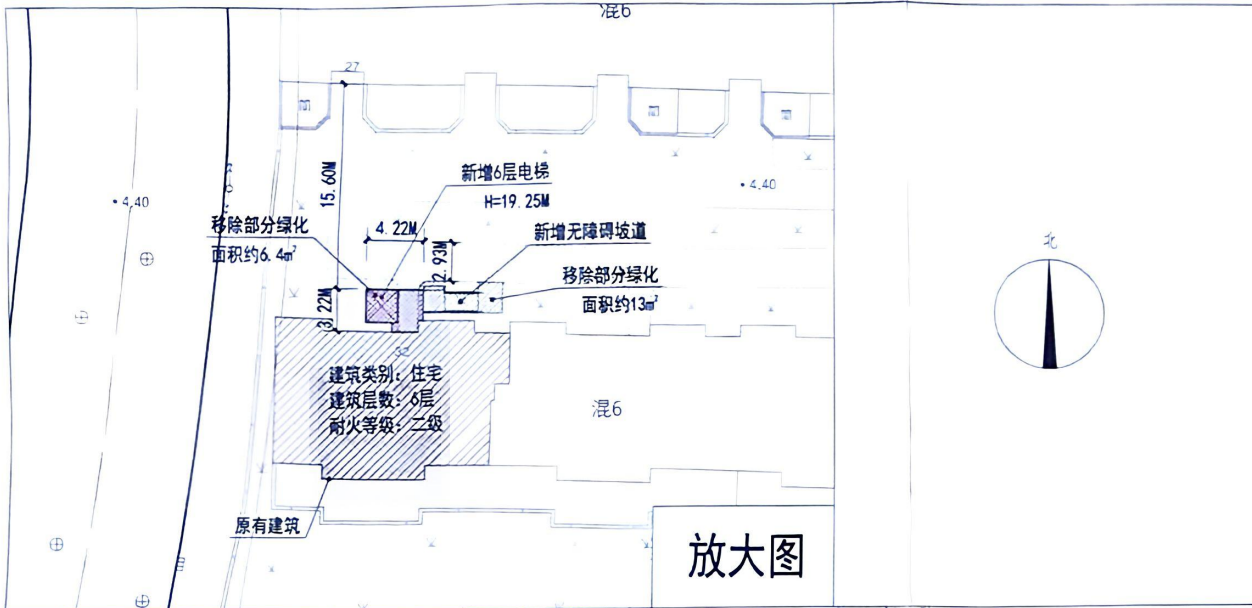 混6
27
15.60M
新增6层电梯
H=19.25M
4.40
4.40
移除部分绿化
面积约6.4㎡
4.22M
新增无障碍坡道
2.93M
移除部分绿化
面积约13㎡
3.22M
北
32
建筑类别：住宅
建筑层数：6层
耐火等级：二级
混6
原有建筑
放大图